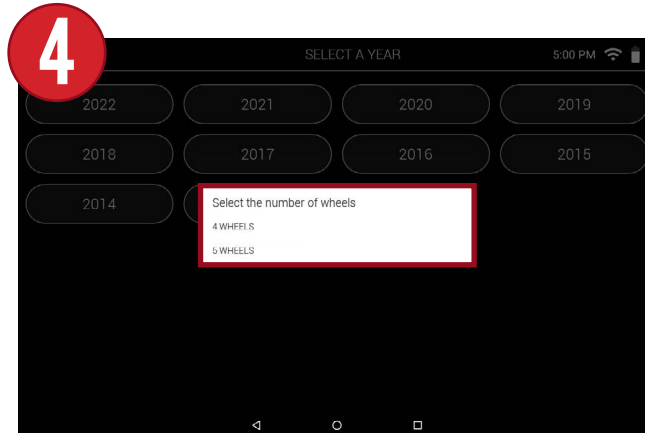 4
SELECT A YEAR 5:00 PM
2022 2021 2020 2019
2018 2017 2016 2015
2014
Select the number of wheels
4 WHEELS
5 WHEELS